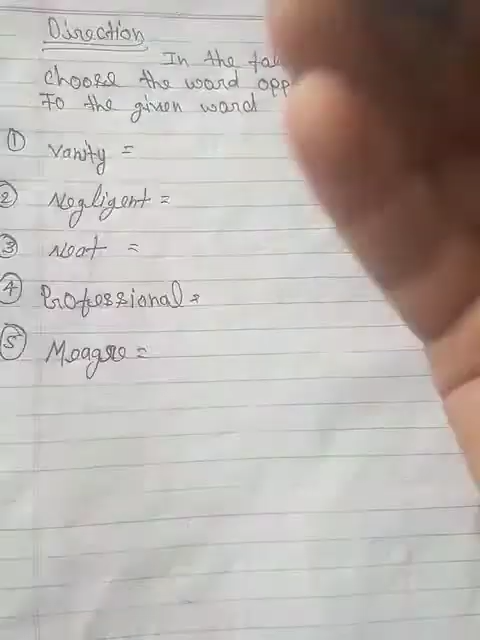 Direction
In the
choose the word opp
To the given word
① Vanity =
② Negligent =
③ Neat =
④ Professional =
⑤ Meagre =